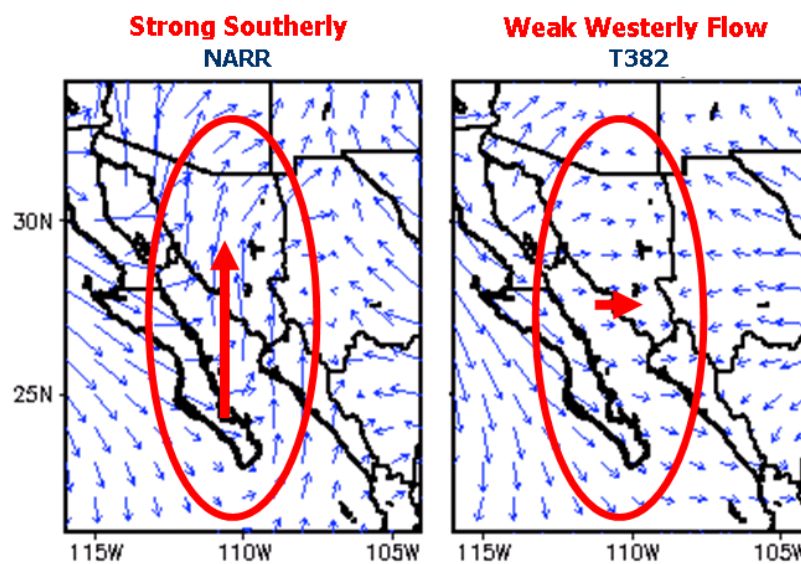 Strong Southerly
NARR
Weak Westerly Flow
T382
30N
25N
115W
110W
105W
115W
110W
105W